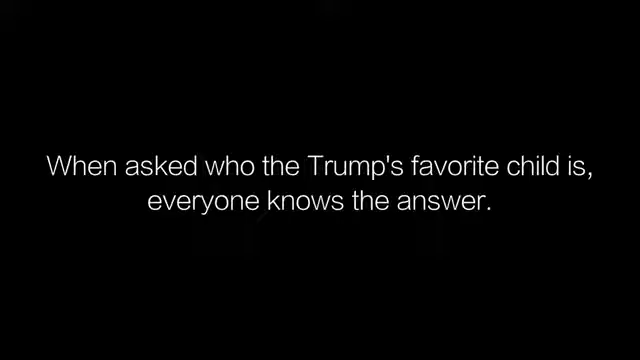 When asked who the Trump's favorite child is,
everyone knows the answer.